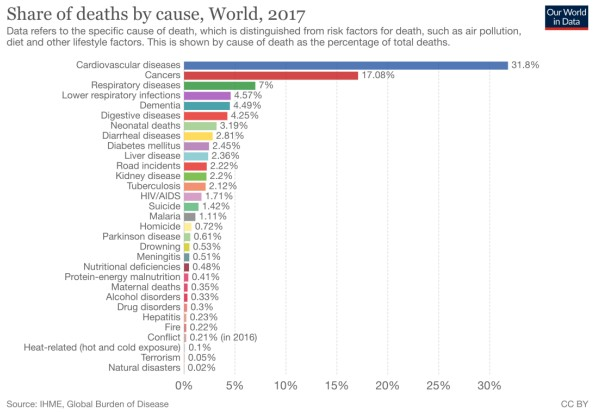 Share of deaths by cause, World, 2017
Our World
in Data
Data refers to the specific cause of death, which is distinguished from risk factors for death, such as air pollution,
diet and other lifestyle factors. This is shown by cause of death as the percentage of total deaths.
Cardiovascular diseases 31.8%
Cancers 17.08%
Respiratory diseases 7%
Lower respiratory infections 4.57%
Dementia 4.49%
Digestive diseases 4.25%
Neonatal deaths 3.19%
Diarrheal diseases 2.81%
Diabetes mellitus 2.45%
Liver disease 2.36%
Road incidents 2.22%
Kidney disease 2.2%
Tuberculosis 2.12%
HIV/AIDS 1.71%
Suicide 1.42%
Malaria 1.11%
Homicide 0.72%
Parkinson disease 0.61%
Drowning 0.53%
Meningitis 0.51%
Nutritional deficiencies 0.48%
Protein-energy malnutrition 0.41%
Maternal deaths 0.35%
Alcohol disorders 0.33%
Drug disorders 0.3%
Hepatitis 0.23%
Fire 0.22%
Conflict 0.21% (in 2016)
Heat-related (hot and cold exposure) 0.1%
Terrorism 0.05%
Natural disasters 0.02%
0% 5% 10% 15% 20% 25% 30%
Source: IHME, Global Burden of Disease CC BY